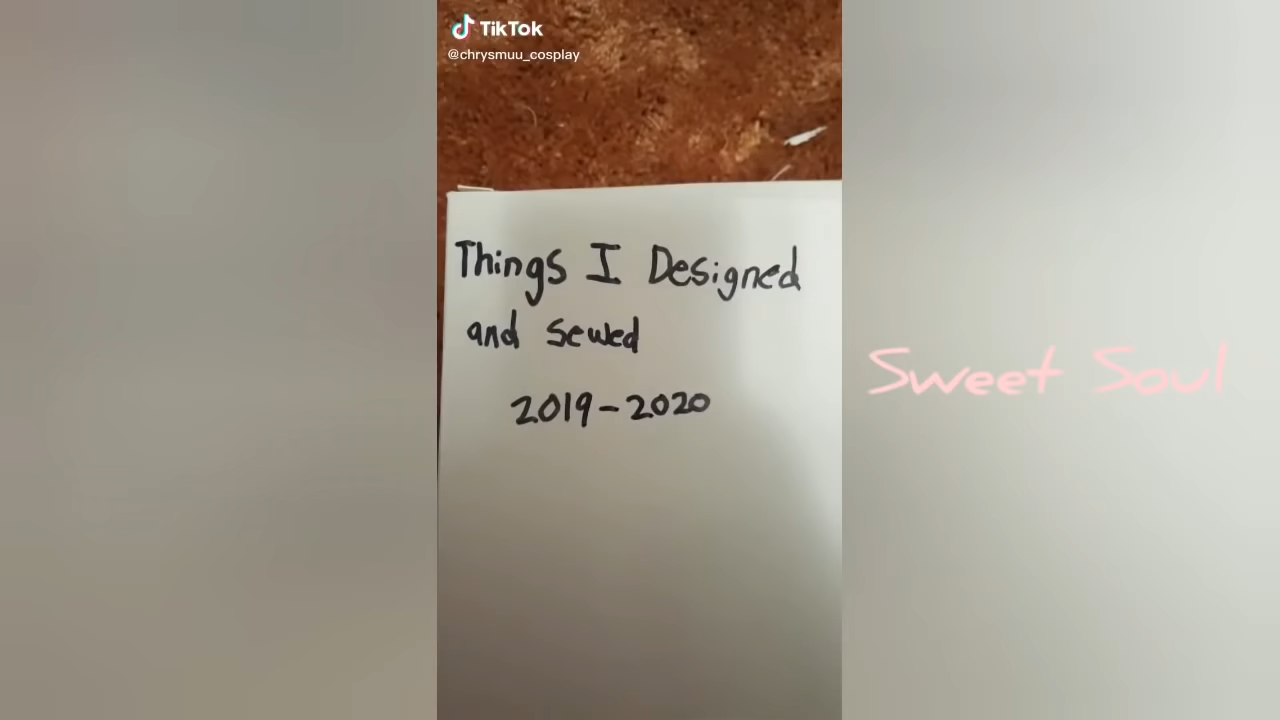 TikTok
@chrysmuu_cosplay
Things I Designed
and sewed
2019-2020
Sweet Soul